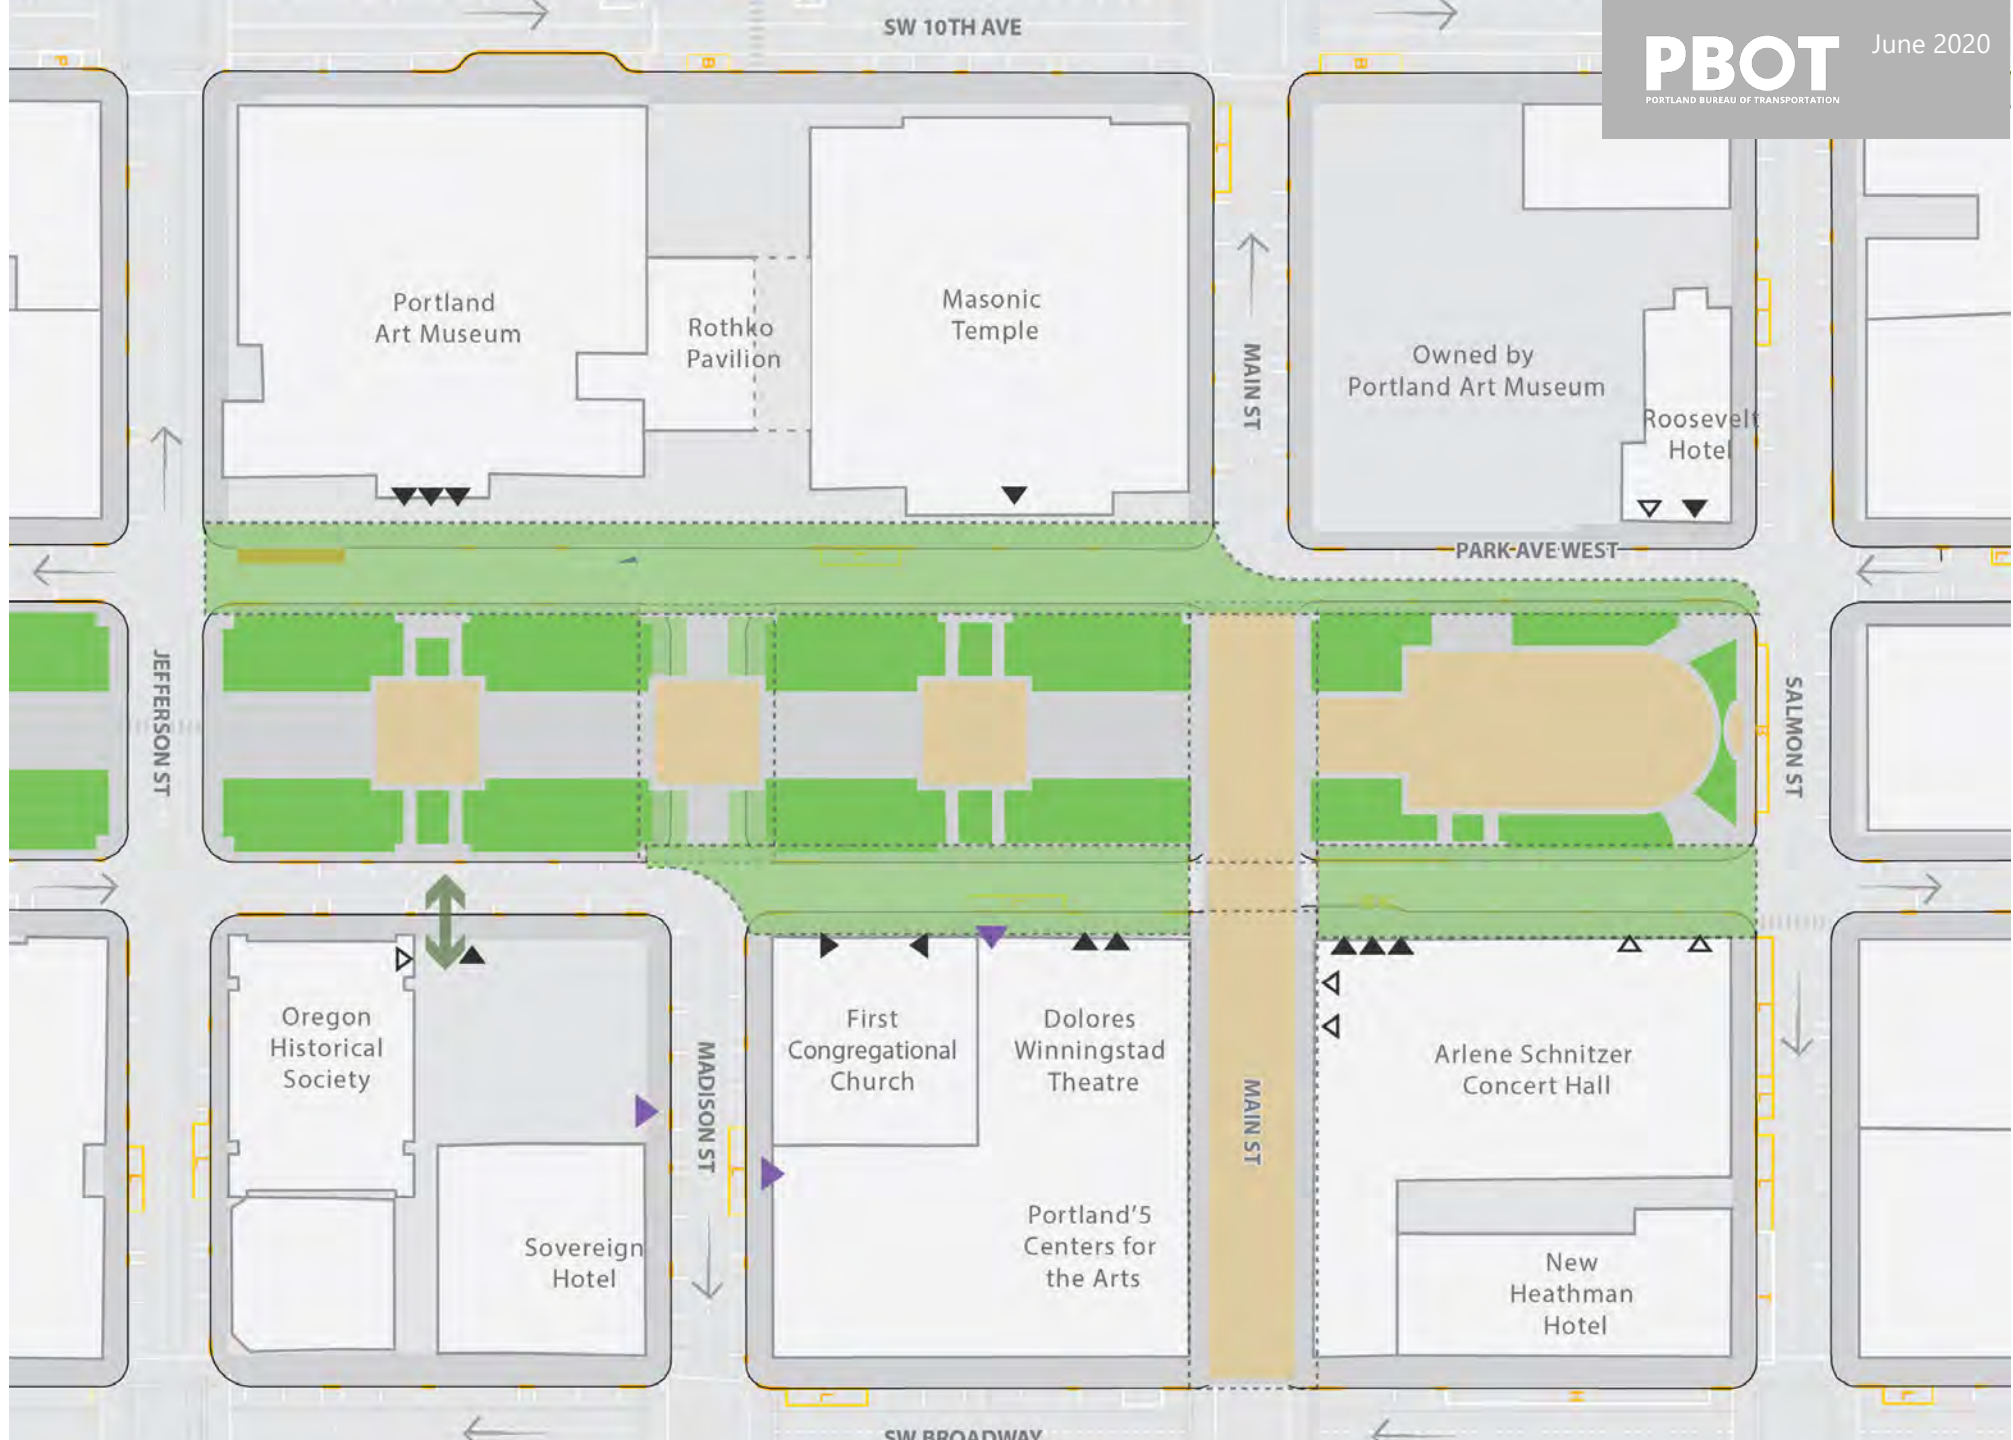 SW 10TH AVE
PBOT
PORTLAND BUREAU OF TRANSPORTATION
June 2020
Portland
Art Museum
Rothko
Pavilion
Masonic
Temple
MAIN ST
Owned by
Portland Art Museum
Roosevelt
Hotel
PARK AVE WEST
JEFFERSON ST
SALMON ST
Oregon
Historical
Society
Sovereign
Hotel
MADISON ST
First
Congregational
Church
Dolores
Winningstad
Theatre
Portland'5
Centers for
the Arts
MAIN ST
Arlene Schnitzer
Concert Hall
New
Heathman
Hotel
SW BROADWAY